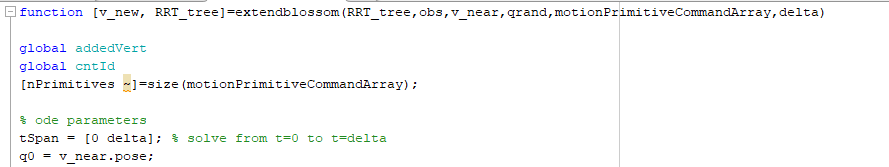 function [v_new, RRT_tree]=extendblossom(RRT_tree,obs,v_near,qrand,motionPrimitiveCommandArray,delta)
global addedVert
global cntId
[nPrimitives ~]=size(motionPrimitiveCommandArray);
% ode parameters
tSpan = [0 delta]; % solve from t=0 to t=delta
q0 = v_near.pose;